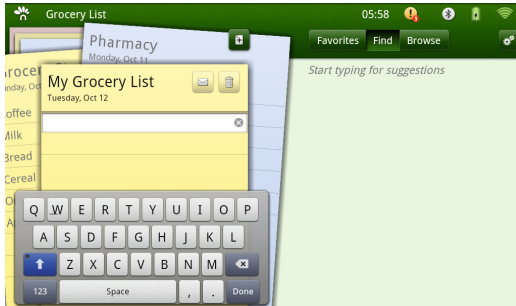 Grocery List
05:58
Pharmacy
Monday, Oct 11
Favorites Find Browse
Start typing for suggestions
My Grocery List
Tuesday, Oct 12
Milk
Bread
Cereal
Q W E R T Y U I O P
A S D F G H J K L
Z X C V B N M
123 Space , . Done